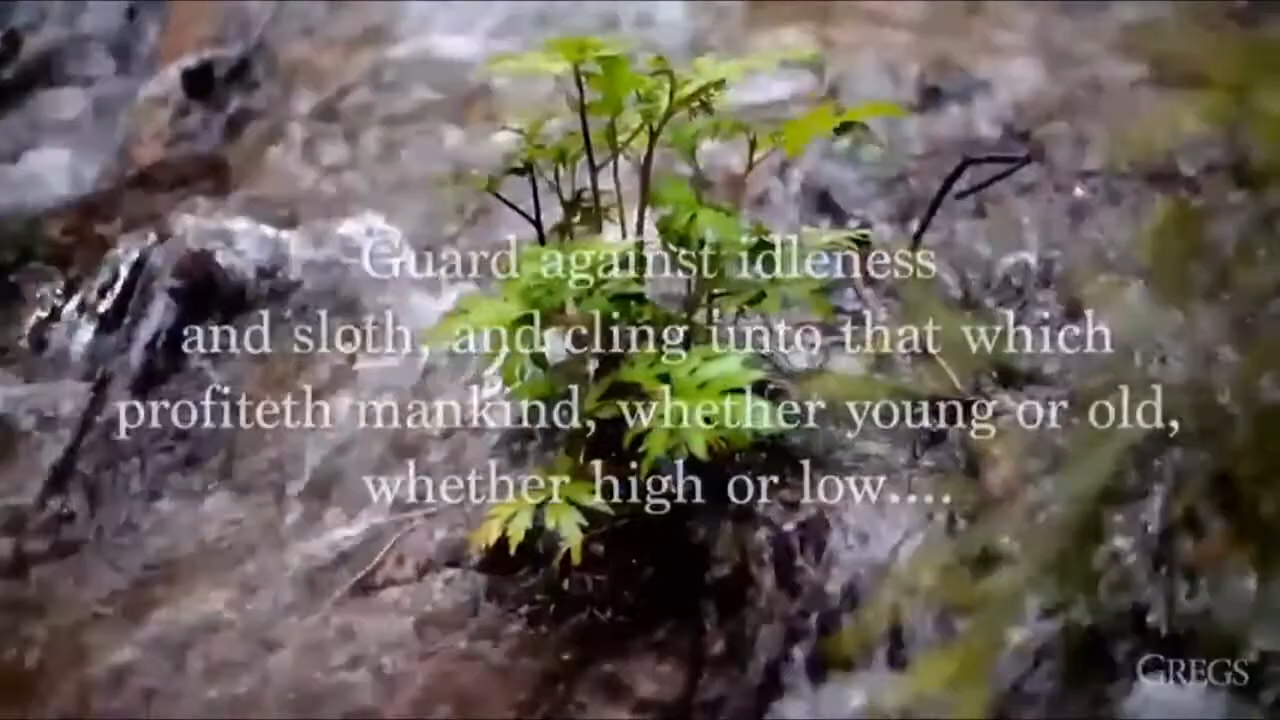 Guard against idleness
and sloth, and cling unto that which
profiteth mankind, whether young or old,
whether high or low....
GREGS